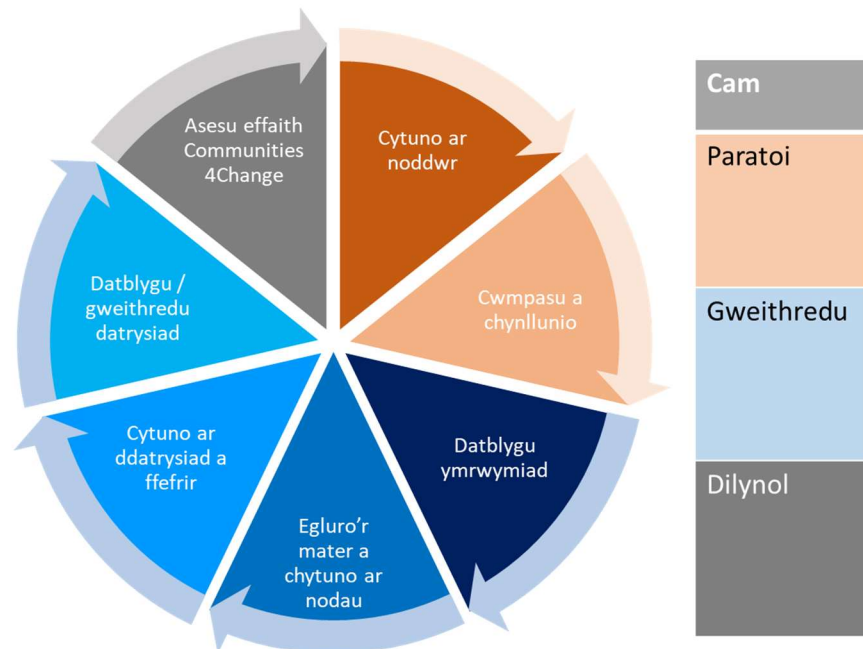 Asesu effaith
Communities
4Change
Cytuno ar
noddwr
Cwmpasu a
chynllunio
Datblygu
ymrwymiad
Egluro’r
mater a
chytuno ar
nodau
Cytuno ar
ddatrysiad a
ffefrir
Datblygu /
gweithredu
datrysiad
Cam
Paratoi
Gweithredu
Dilynol